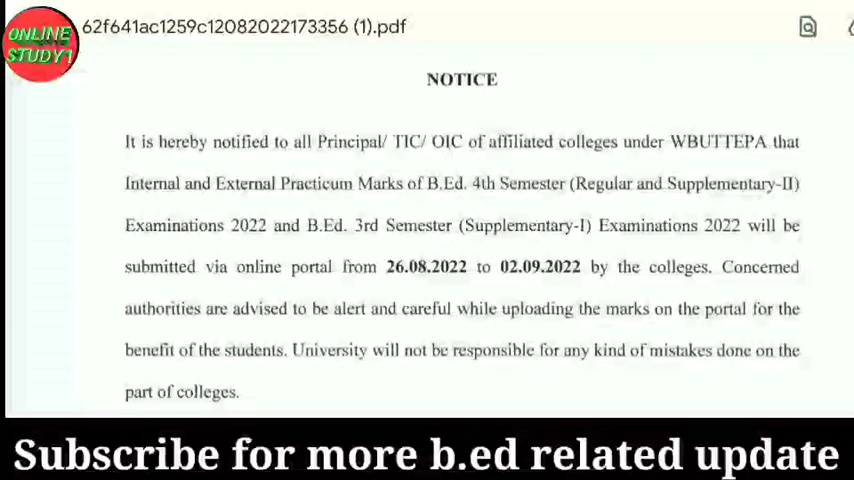 ONLINE
STUDY1
62f641ac1259c12082022173356 (1).pdf
NOTICE
It is hereby notified to all Principal/ TIC/ OIC of affiliated colleges under WBUTTEPA that
Internal and External Practicum Marks of B.Ed. 4th Semester (Regular and Supplementary-II)
Examinations 2022 and B.Ed. 3rd Semester (Supplementary-I) Examinations 2022 will be
submitted via online portal from 26.08.2022 to 02.09.2022 by the colleges. Concerned
authorities are advised to be alert and careful while uploading the marks on the portal for the
benefit of the students. University will not be responsible for any kind of mistakes done on the
part of colleges.
Subscribe for more b.ed related update